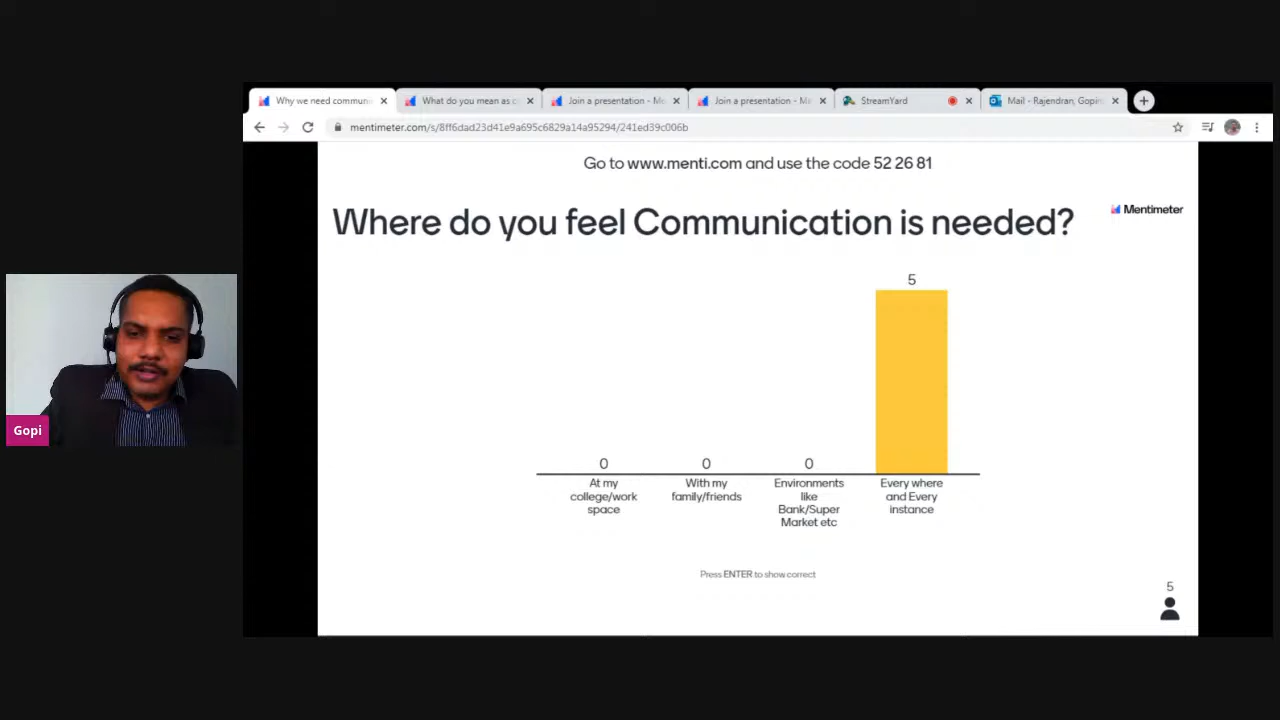 Why we need commun
What do you mean as c
Join a presentation - Me
Join a presentation - Me
StreamYard
Mail - Rajendran, Gopin
mentimeter.com/s/8ff6dad23d41e9a695c6829a14a95294/241ed39c006b
Go to www.menti.com and use the code 52 26 81
Mentimeter
Where do you feel Communication is needed?
5
0
0
0
At my
college/work
space
With my
family/friends
Environments
like
Bank/Super
Market etc
Every where
and Every
instance
Press ENTER to show correct
5
Gopi